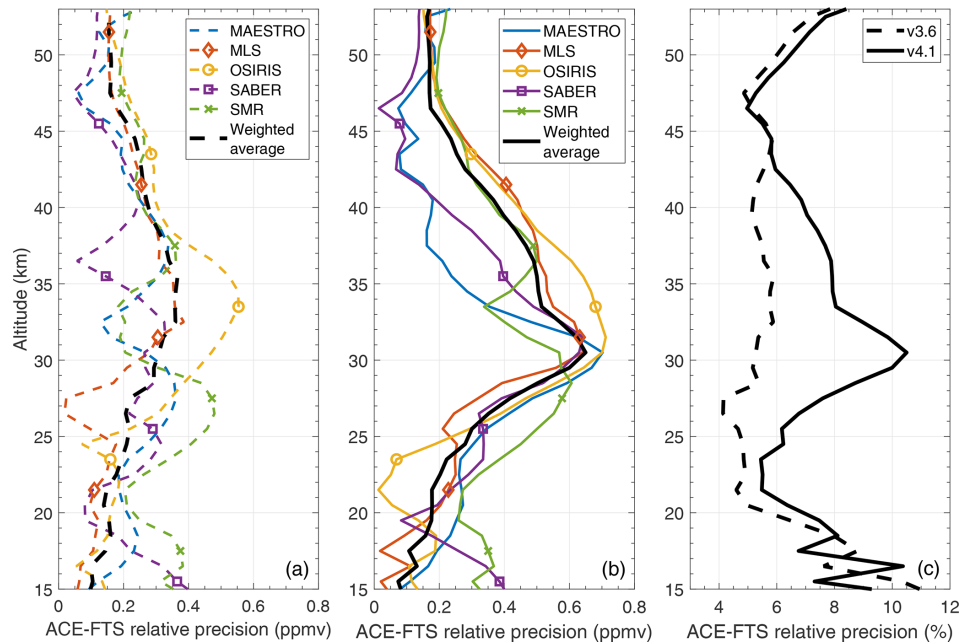 MAESTRO
MLS
OSIRIS
SABER
SMR
Weighted
average
(a)
50
45
40
35
30
25
20
15
Altitude (km)
0
0.2
0.4
0.6
0.8
ACE-FTS relative precision (ppmv)
MAESTRO
MLS
OSIRIS
SABER
SMR
Weighted
average
(b)
50
45
40
35
30
25
20
15
0
0.2
0.4
0.6
0.8
ACE-FTS relative precision (ppmv)
v3.6
v4.1
(c)
50
45
40
35
30
25
20
15
4
6
8
10
12
ACE-FTS relative precision (%)